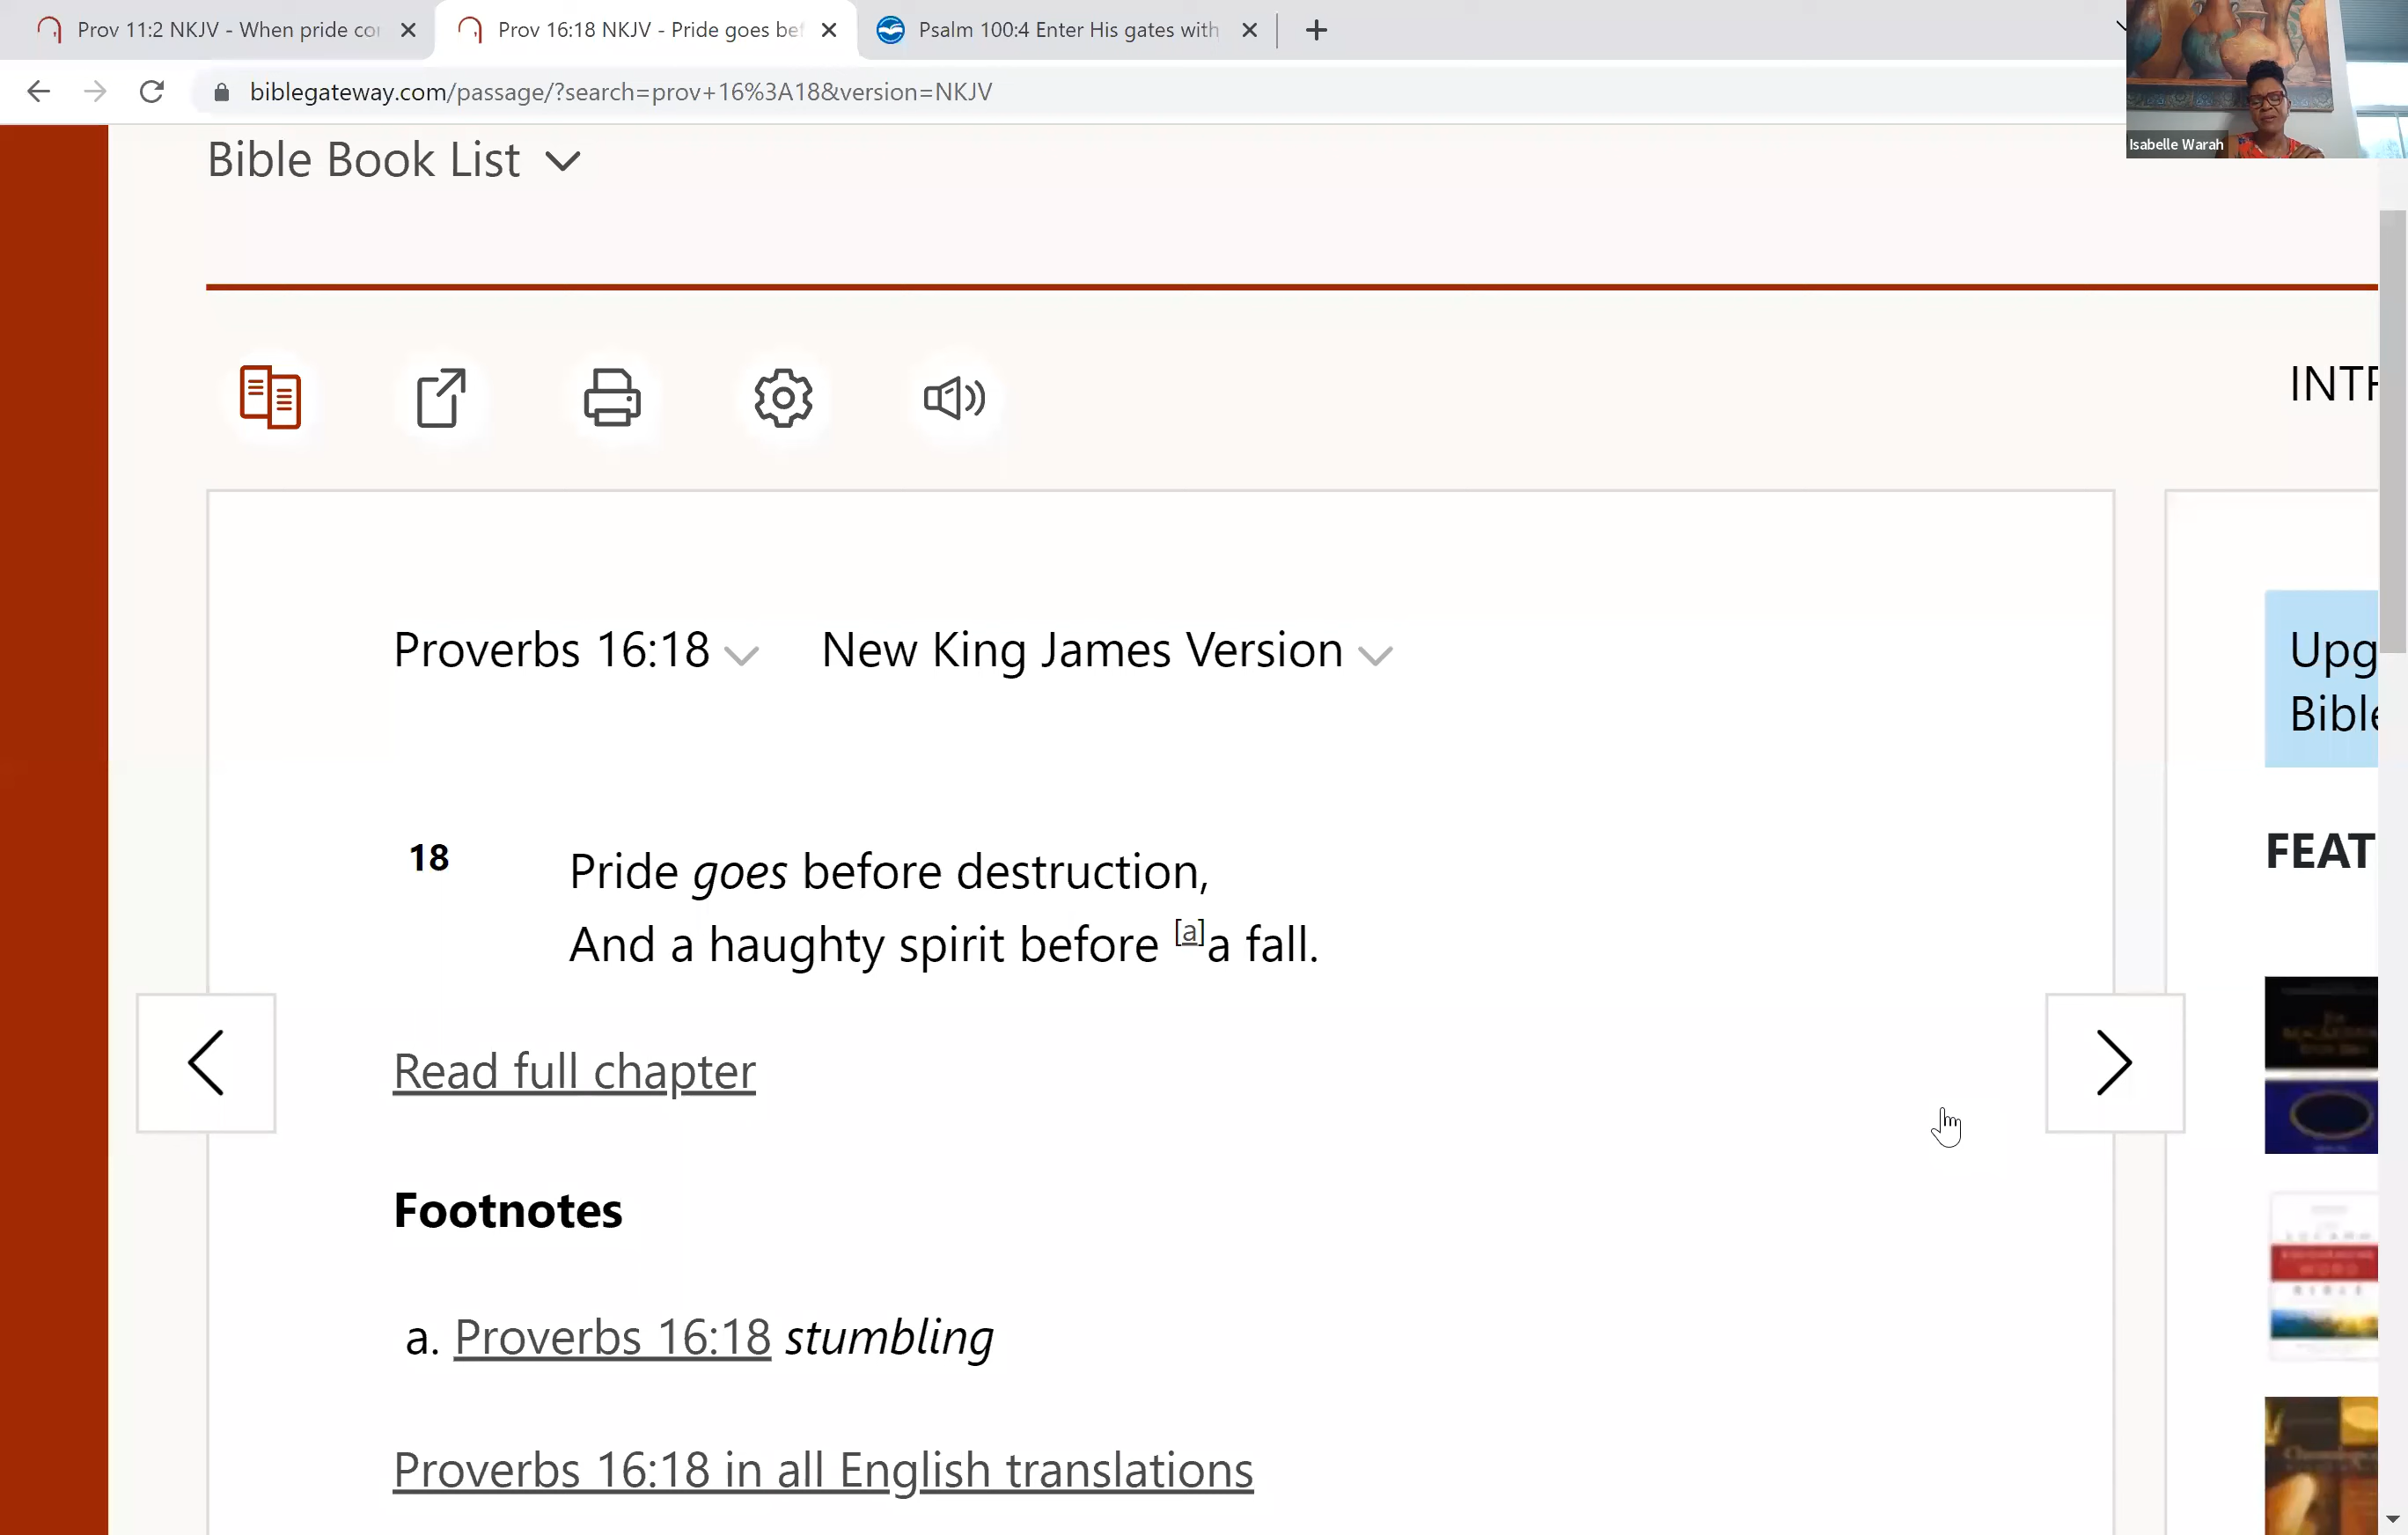 Prov 11:2 NKJV - When pride co
Prov 16:18 NKJV - Pride goes bef
Psalm 100:4 Enter His gates with
biblegateway.com/passage/?search=prov+16%3A18&version=NKJV
Isabelle Warah
Bible Book List
INTF
Proverbs 16:18
New King James Version
Upg
Bible
18 Pride goes before destruction,
And a haughty spirit before [a]a fall.
FEAT
Read full chapter
Footnotes
a. Proverbs 16:18 stumbling
Proverbs 16:18 in all English translations